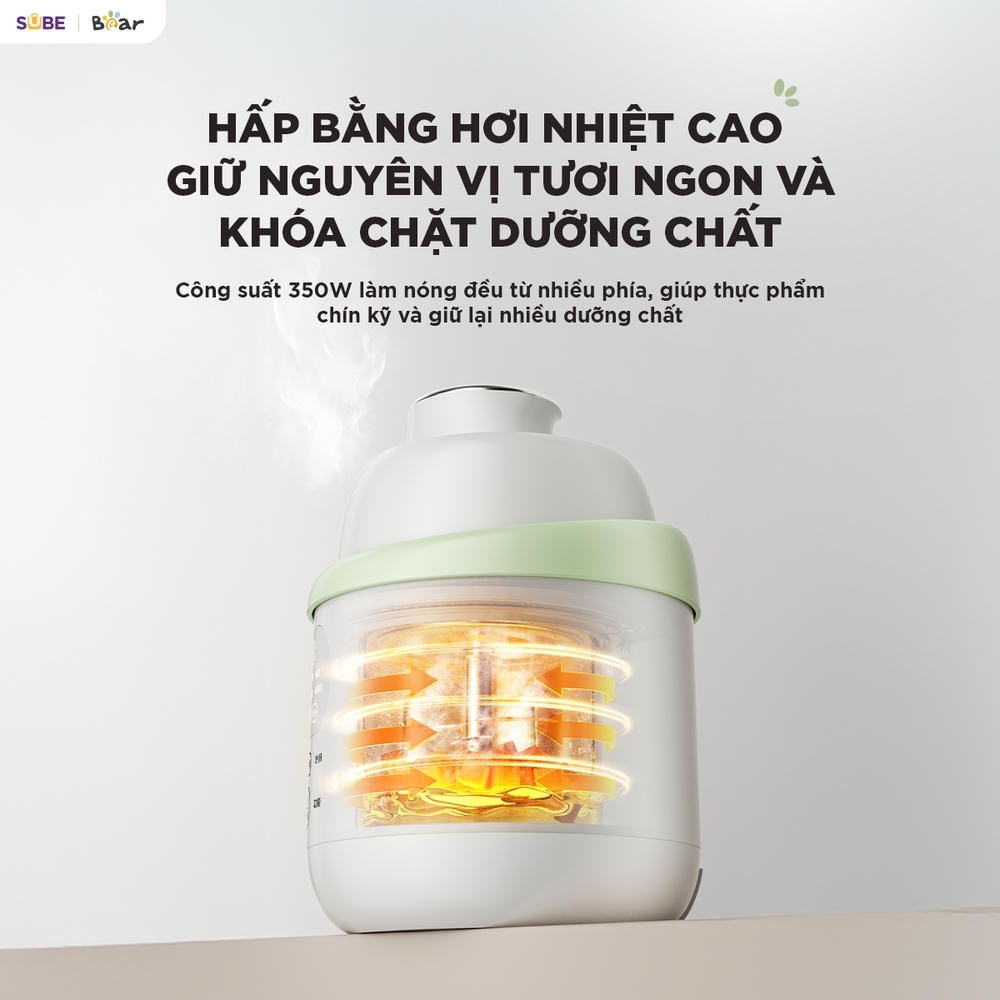 SUBE | Bear
HẤP BẰNG HƠI NHIỆT CAO
GIỮ NGUYÊN VỊ TƯƠI NGON VÀ
KHÓA CHẶT DƯỠNG CHẤT
Công suất 350W làm nóng đều từ nhiều phía, giúp thực phẩm
chín kỹ và giữ lại nhiều dưỡng chất